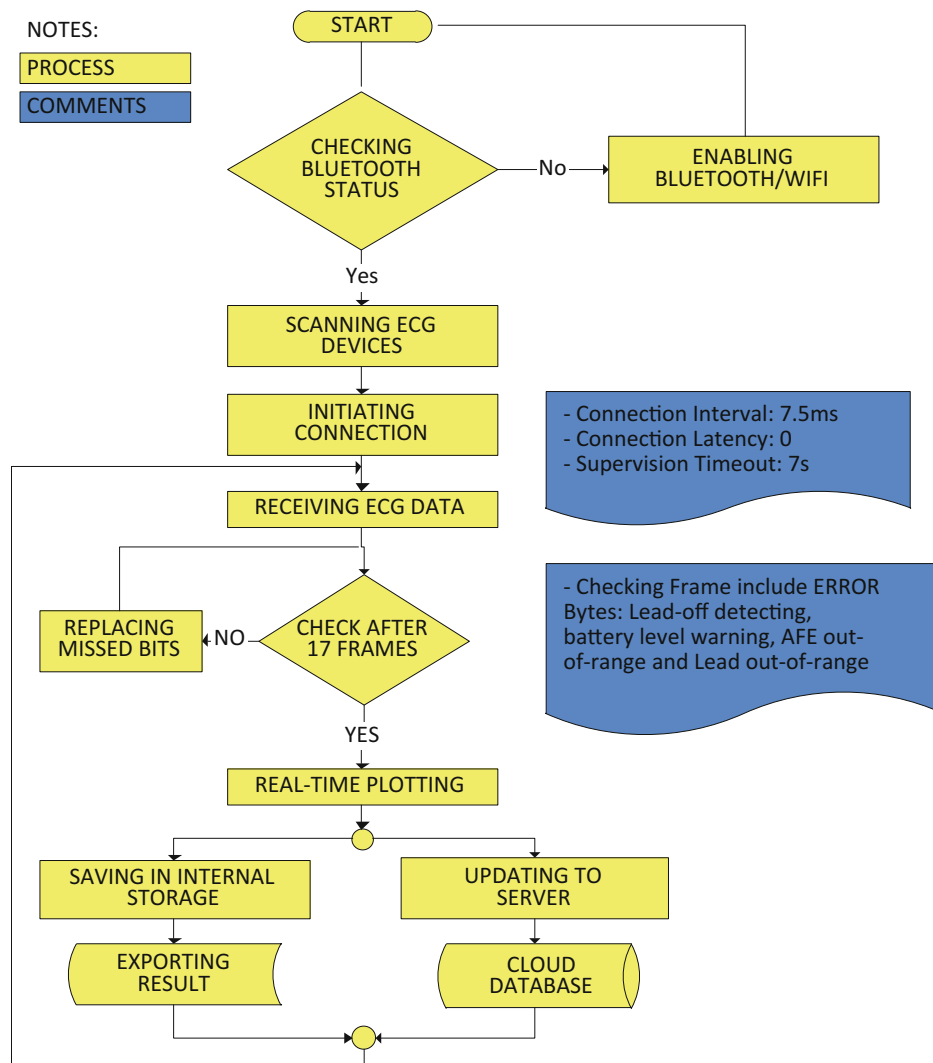 NOTES:
PROCESS
COMMENTS
START
CHECKING
BLUETOOTH
STATUS
No
ENABLING
BLUETOOTH/WIFI
Yes
SCANNING ECG
DEVICES
INITIATING
CONNECTION
- Connection Interval: 7.5ms
- Connection Latency: 0
- Supervision Timeout: 7s
RECEIVING ECG DATA
- Checking Frame include ERROR
Bytes: Lead-off detecting,
battery level warning, AFE out-
of-range and Lead out-of-range
REPLACING
MISSED BITS
NO
CHECK AFTER
17 FRAMES
YES
REAL-TIME PLOTTING
SAVING IN INTERNAL
STORAGE
UPDATING TO
SERVER
EXPORTING
RESULT
CLOUD
DATABASE